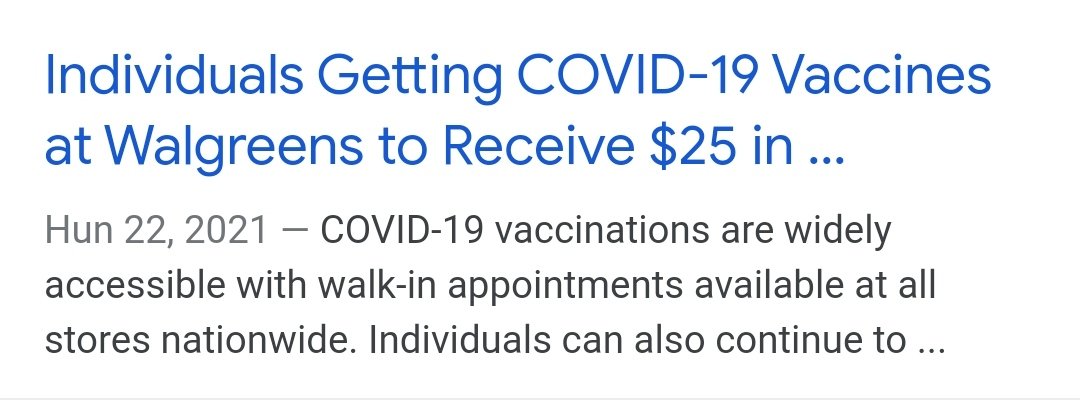 Individuals Getting COVID-19 Vaccines
at Walgreens to Receive $25 in ...
Hun 22, 2021 — COVID-19 vaccinations are widely
accessible with walk-in appointments available at all
stores nationwide. Individuals can also continue to ...